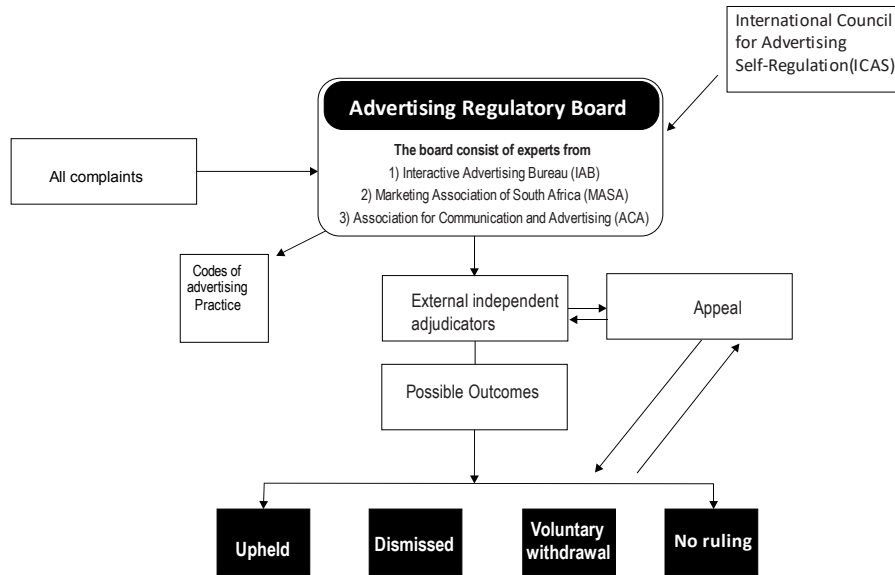 International Council
for Advertising
Self-Regulation(ICAS)
Advertising Regulatory Board
The board consist of experts from
1) Interactive Advertising Bureau (IAB)
2) Marketing Association of South Africa (MASA)
3) Association for Communication and Advertising (ACA)
All complaints
Codes of
advertising
Practice
External independent
adjudicators
Appeal
Possible Outcomes
Upheld
Dismissed
Voluntary
withdrawal
No ruling